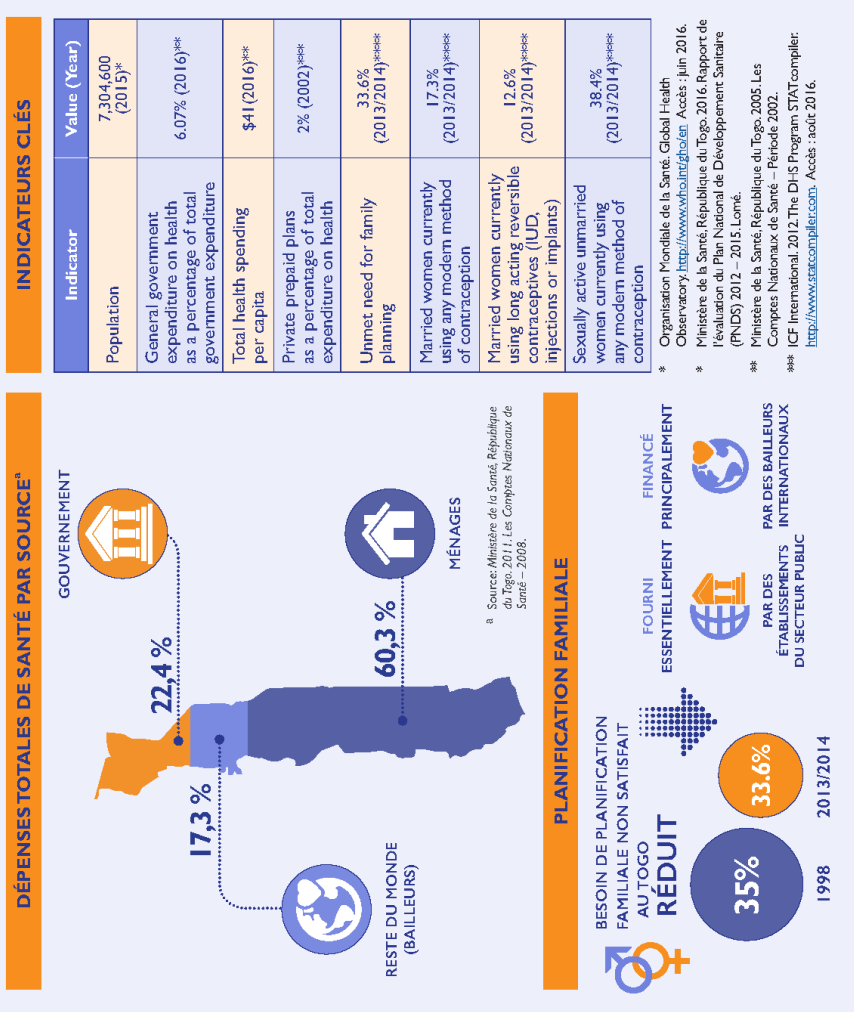 DÉPENSES TOTALES DE SANTÉ PAR SOURCEᵃ
GOUVERNEMENT
22,4 %
17,3 %
RESTE DU MONDE
(BAILLEURS)
60,3 %
MÉNAGES
ᵃ Source: Ministère de la Santé, République
du Togo. 2011. Les Comptes Nationaux de
Santé – 2008.
PLANIFICATION FAMILIALE
BESOIN DE PLANIFICATION
FAMILIALE NON SATISFAIT
AU TOGO
RÉDUIT
35%
1998
33.6%
2013/2014
FOURNI
ESSENTIELLEMENT
PAR DES
ÉTABLISSEMENTS
DU SECTEUR PUBLIC
FINANCÉ
PRINCIPALEMENT
PAR DES BAILLEURS
INTERNATIONAUX
INDICATEURS CLÉS
Indicator Value (Year)
Population
7,304,600
(2015)*
General government
expenditure on health
as a percentage of total
government expenditure
6.07% (2016)**
Total health spending
per capita
$41(2016)**
Private prepaid plans
as a percentage of total
expenditure on health
2% (2002)***
Unmet need for family
planning
33.6%
(2013/2014)****
Married women currently
using any modern method
of contraception
17.3%
(2013/2014)****
Married women currently
using long acting reversible
contraceptives (IUD,
injections or implants)
12.6%
(2013/2014)****
Sexually active unmarried
women currently using
any modern method of
contraception
38.4%
(2013/2014)****
* Organisation Mondiale de la Santé. Global Health
Observatory. http://www.who.int/gho/en Accès : juin 2016.
* Ministère de la Santé, République du Togo. 2016. Rapport de
l'évaluation du Plan National de Développement Sanitaire
(PNDS) 2012 – 2015. Lomé.
** Ministère de la Santé, République du Togo. 2005. Les
Comptes Nationaux de Santé – Période 2002.
*** ICF International. 2012. The DHS Program STATcompiler.
http://www.statcompiler.com. Accès : août 2016.